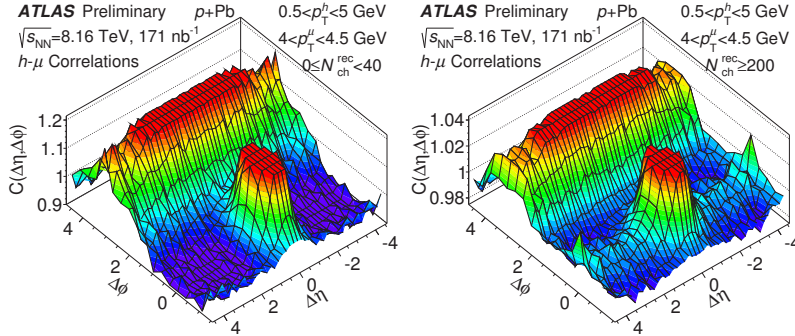 ATLAS Preliminary p+Pb 0.5<p_T^h<5 GeV
√s_NN=8.16 TeV, 171 nb⁻¹ 4<p_T^μ<4.5 GeV
h-μ Correlations 0≤N_ch^rec<40
C(Δη,Δφ)
1.2
1.1
1
0.9
4
2
0
Δφ
4
2
0
-2
-4
Δη
ATLAS Preliminary p+Pb 0.5<p_T^h<5 GeV
√s_NN=8.16 TeV, 171 nb⁻¹ 4<p_T^μ<4.5 GeV
h-μ Correlations N_ch^rec≥200
C(Δη,Δφ)
1.04
1.02
1
0.98
4
2
0
Δφ
4
2
0
-2
-4
Δη